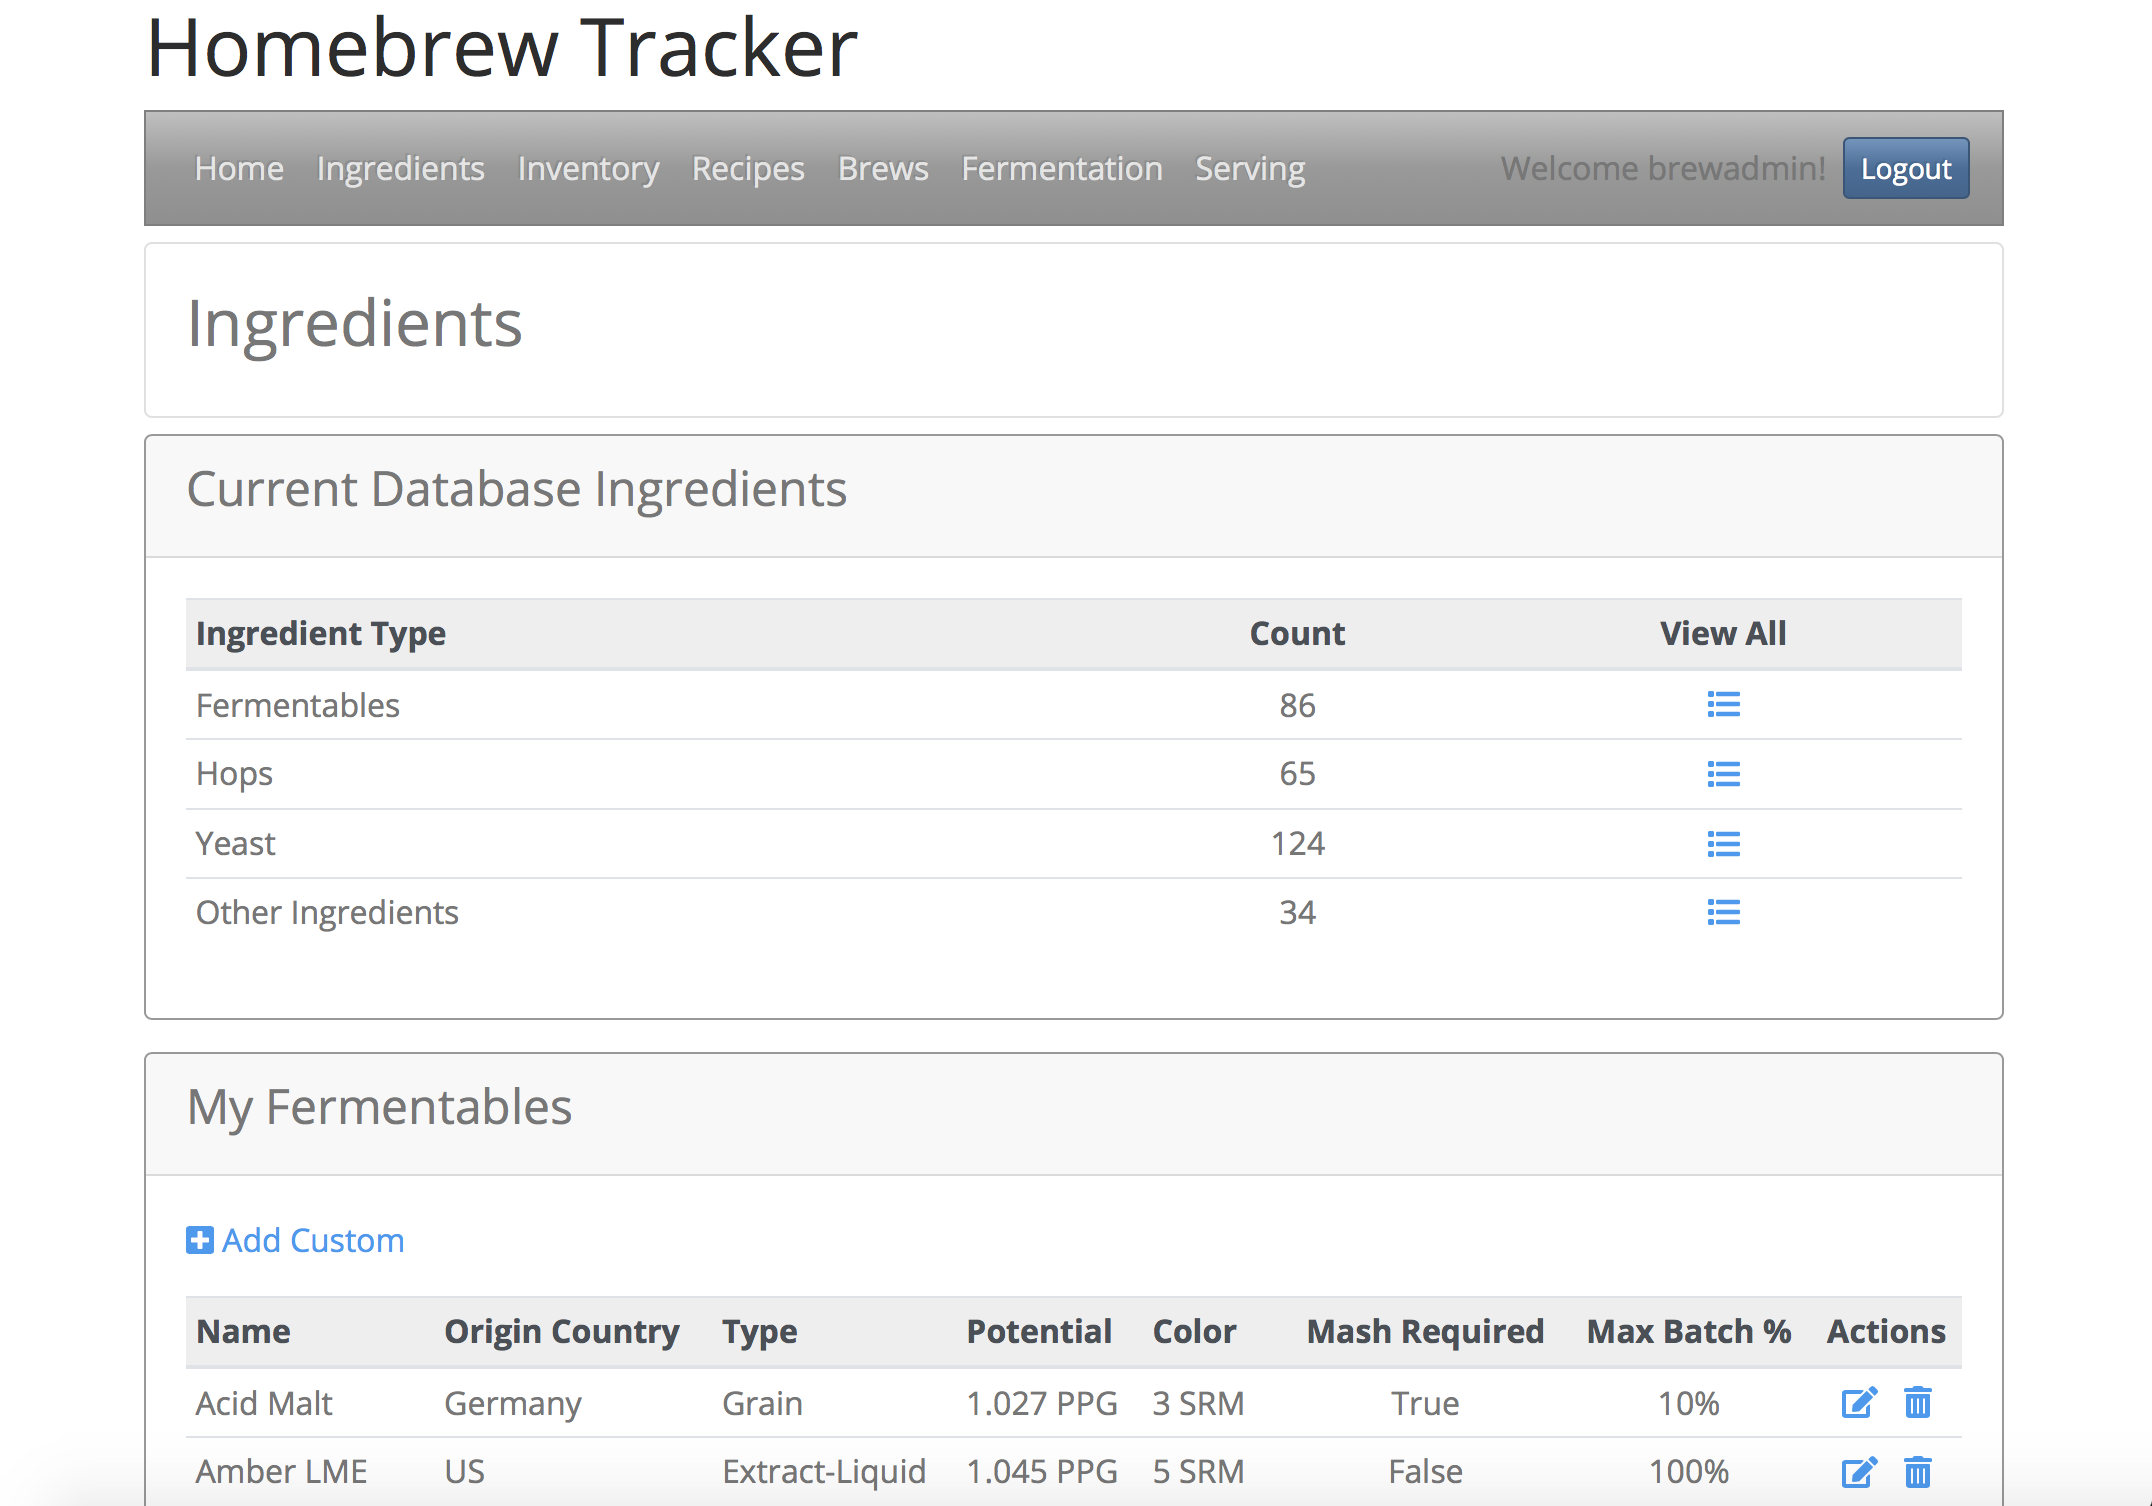 Homebrew Tracker
Home Ingredients Inventory Recipes Brews Fermentation Serving Welcome brewadmin! Logout
Ingredients
Current Database Ingredients
Ingredient Type Count View All
Fermentables 86
Hops 65
Yeast 124
Other Ingredients 34
My Fermentables
Add Custom
Name Origin Country Type Potential Color Mash Required Max Batch % Actions
Acid Malt Germany Grain 1.027 PPG 3 SRM True 10%
Amber LME US Extract-Liquid 1.045 PPG 5 SRM False 100%